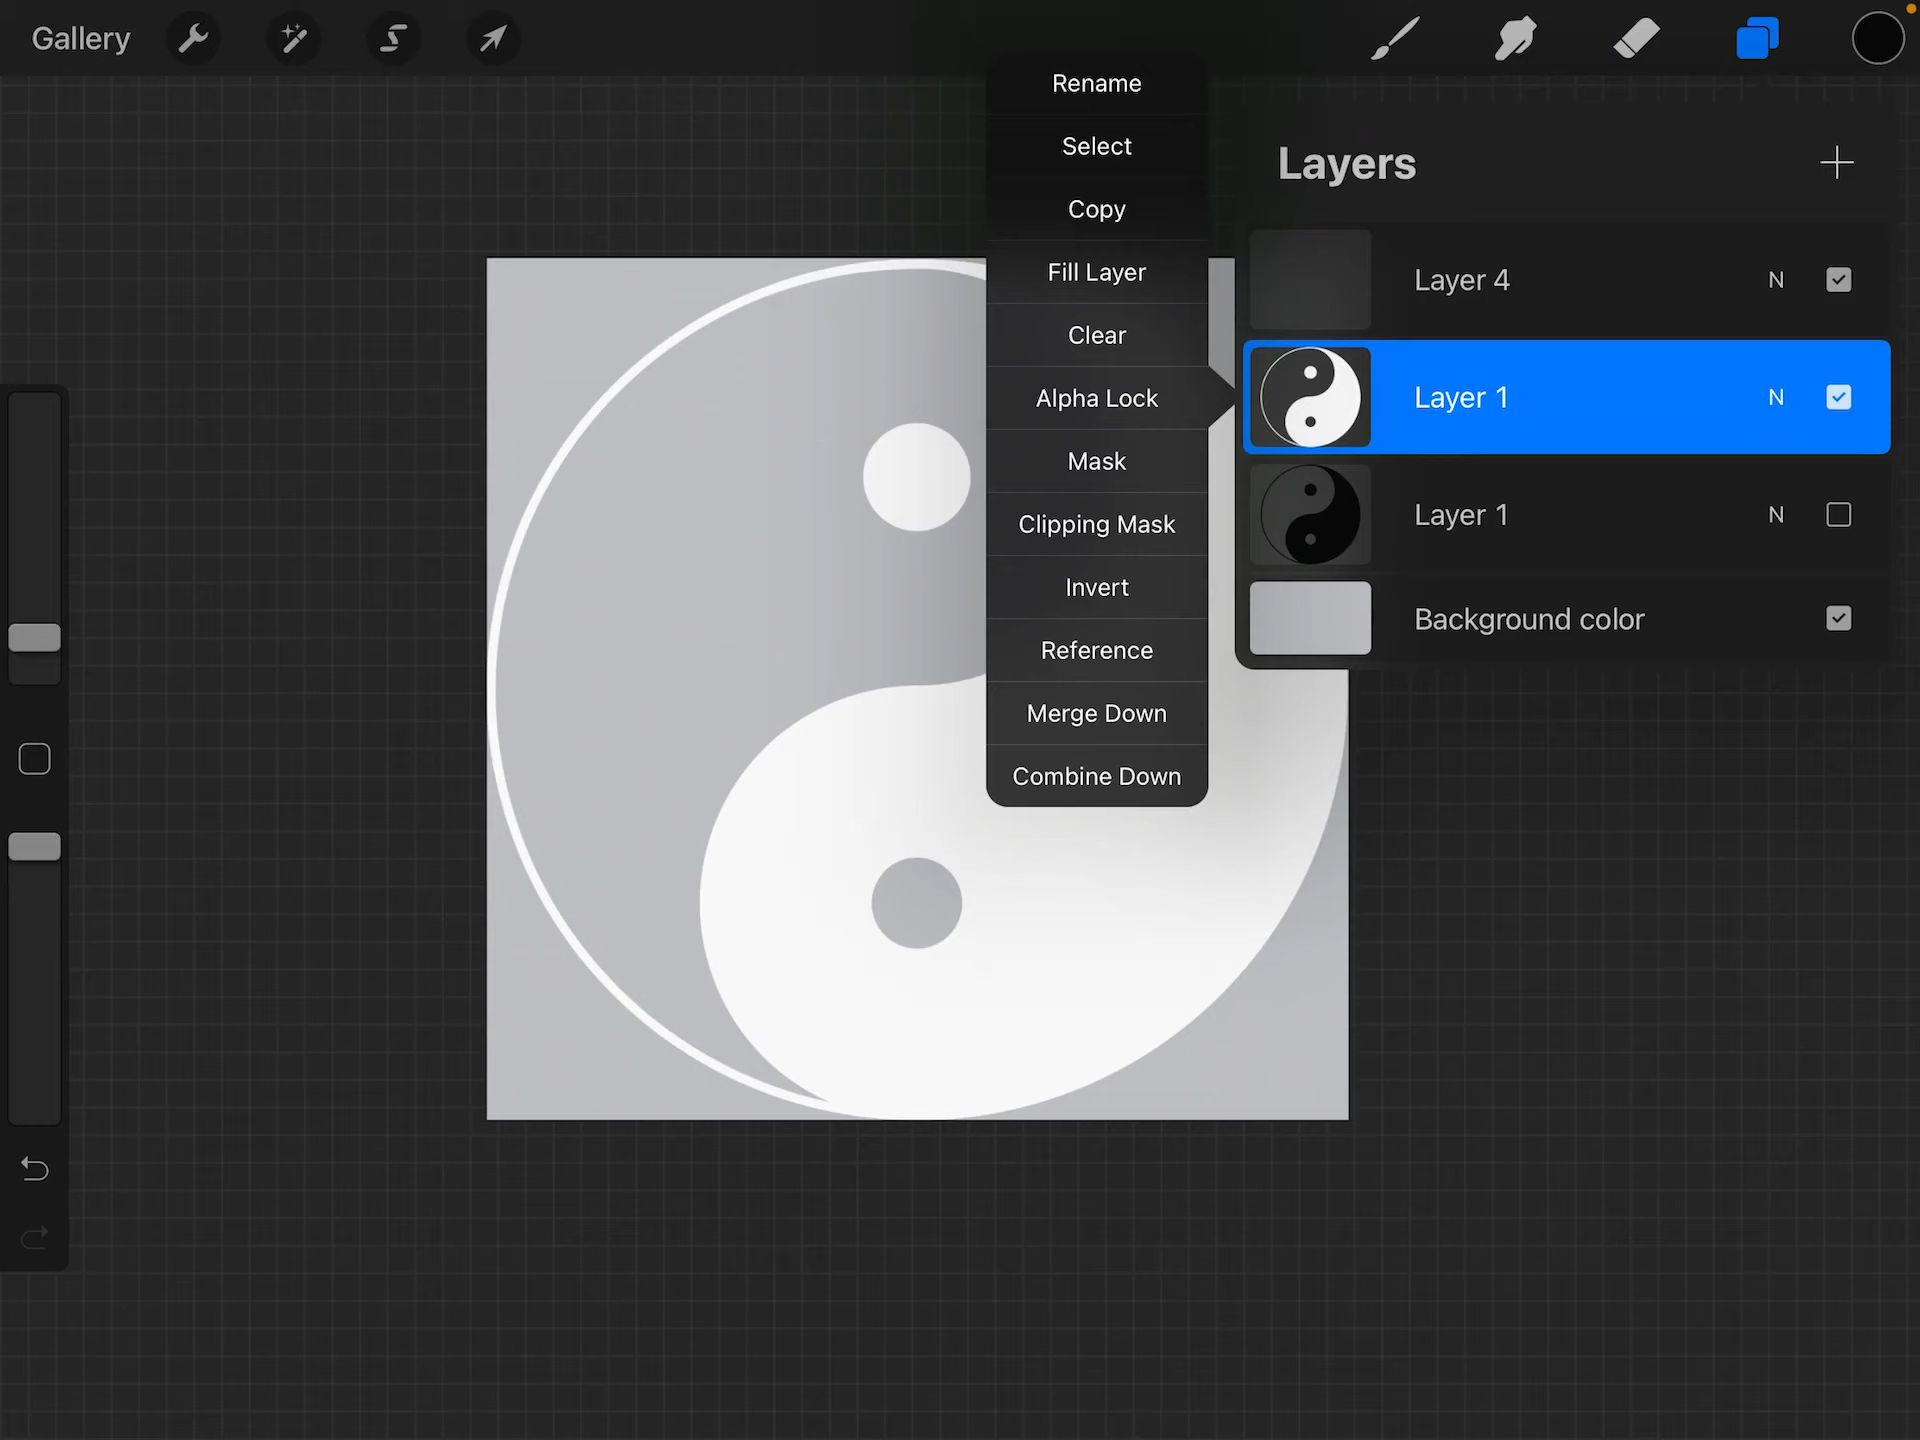 Gallery
Rename
Select
Copy
Fill Layer
Clear
Alpha Lock
Mask
Clipping Mask
Invert
Reference
Merge Down
Combine Down
Layers
Layer 4 N
Layer 1 N
Layer 1 N
Background color